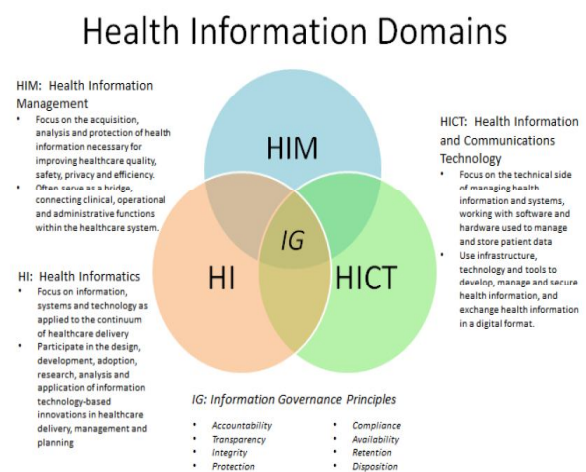 Health Information Domains
HIM: Health Information
Management
• Focus on the acquisition,
analysis and protection of health
information necessary for
improving healthcare quality,
safety, privacy and efficiency.
• Often serve as a bridge,
connecting clinical, operational
and administrative functions
within the healthcare system.
HI: Health Informatics
• Focus on information,
systems and technology as
applied to the continuum
of healthcare delivery
• Participate in the design,
development, adoption,
research, analysis and
application of information
technology-based
innovations in healthcare
delivery, management and
planning
HIM
IG
HI
HICT
HICT: Health Information
and Communications
Technology
• Focus on the technical side
of managing health
information and systems,
working with software and
hardware used to manage
and store patient data
• Use infrastructure,
technology and tools to
develop, manage and secure
health information, and
exchange health information
in a digital format.
IG: Information Governance Principles
• Accountability
• Transparency
• Integrity
• Protection
• Compliance
• Availability
• Retention
• Disposition